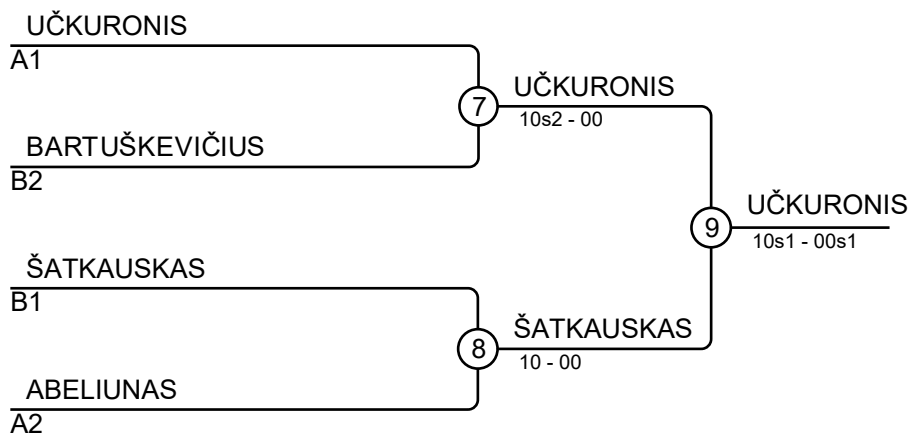 UČKURONIS
A1
7
UČKURONIS
10s2 - 00
BARTUŠKEVIČIUS
B2
9
UČKURONIS
10s1 - 00s1
ŠATKAUSKAS
B1
8
ŠATKAUSKAS
10 - 00
ABELIUNAS
A2